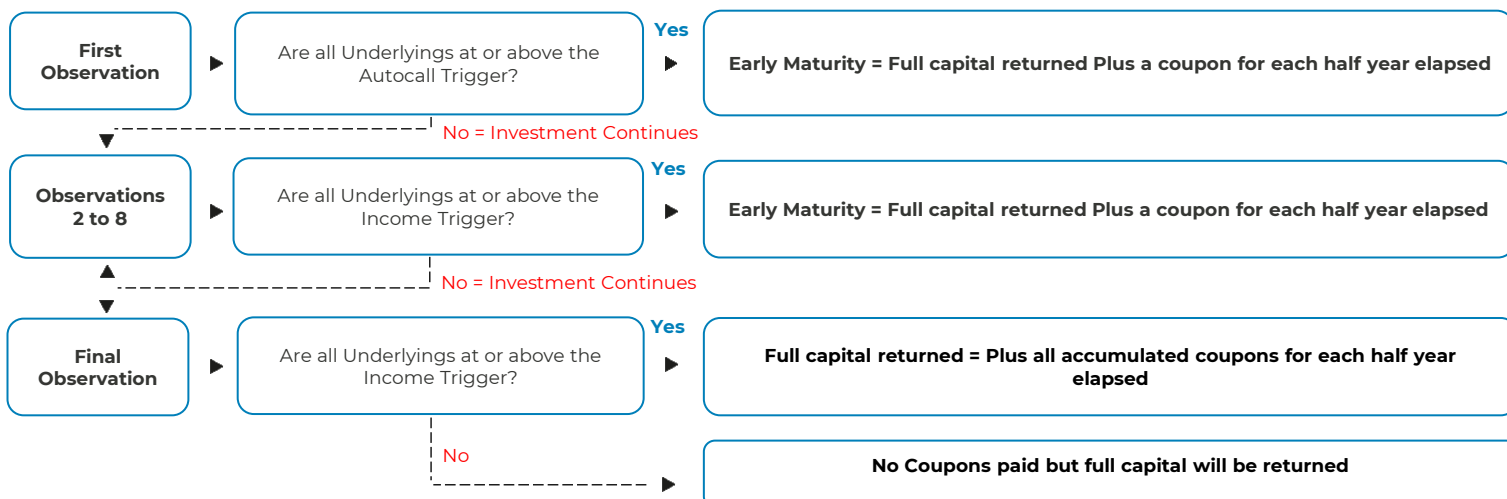 First
Observation
Are all Underlyings at or above the
Autocall Trigger?
Yes
Early Maturity = Full capital returned Plus a coupon for each half year elapsed
No = Investment Continues
Observations
2 to 8
Are all Underlyings at or above the
Income Trigger?
Yes
Early Maturity = Full capital returned Plus a coupon for each half year elapsed
No = Investment Continues
Final
Observation
Are all Underlyings at or above the
Income Trigger?
Yes
Full capital returned = Plus all accumulated coupons for each half year
elapsed
No
No Coupons paid but full capital will be returned